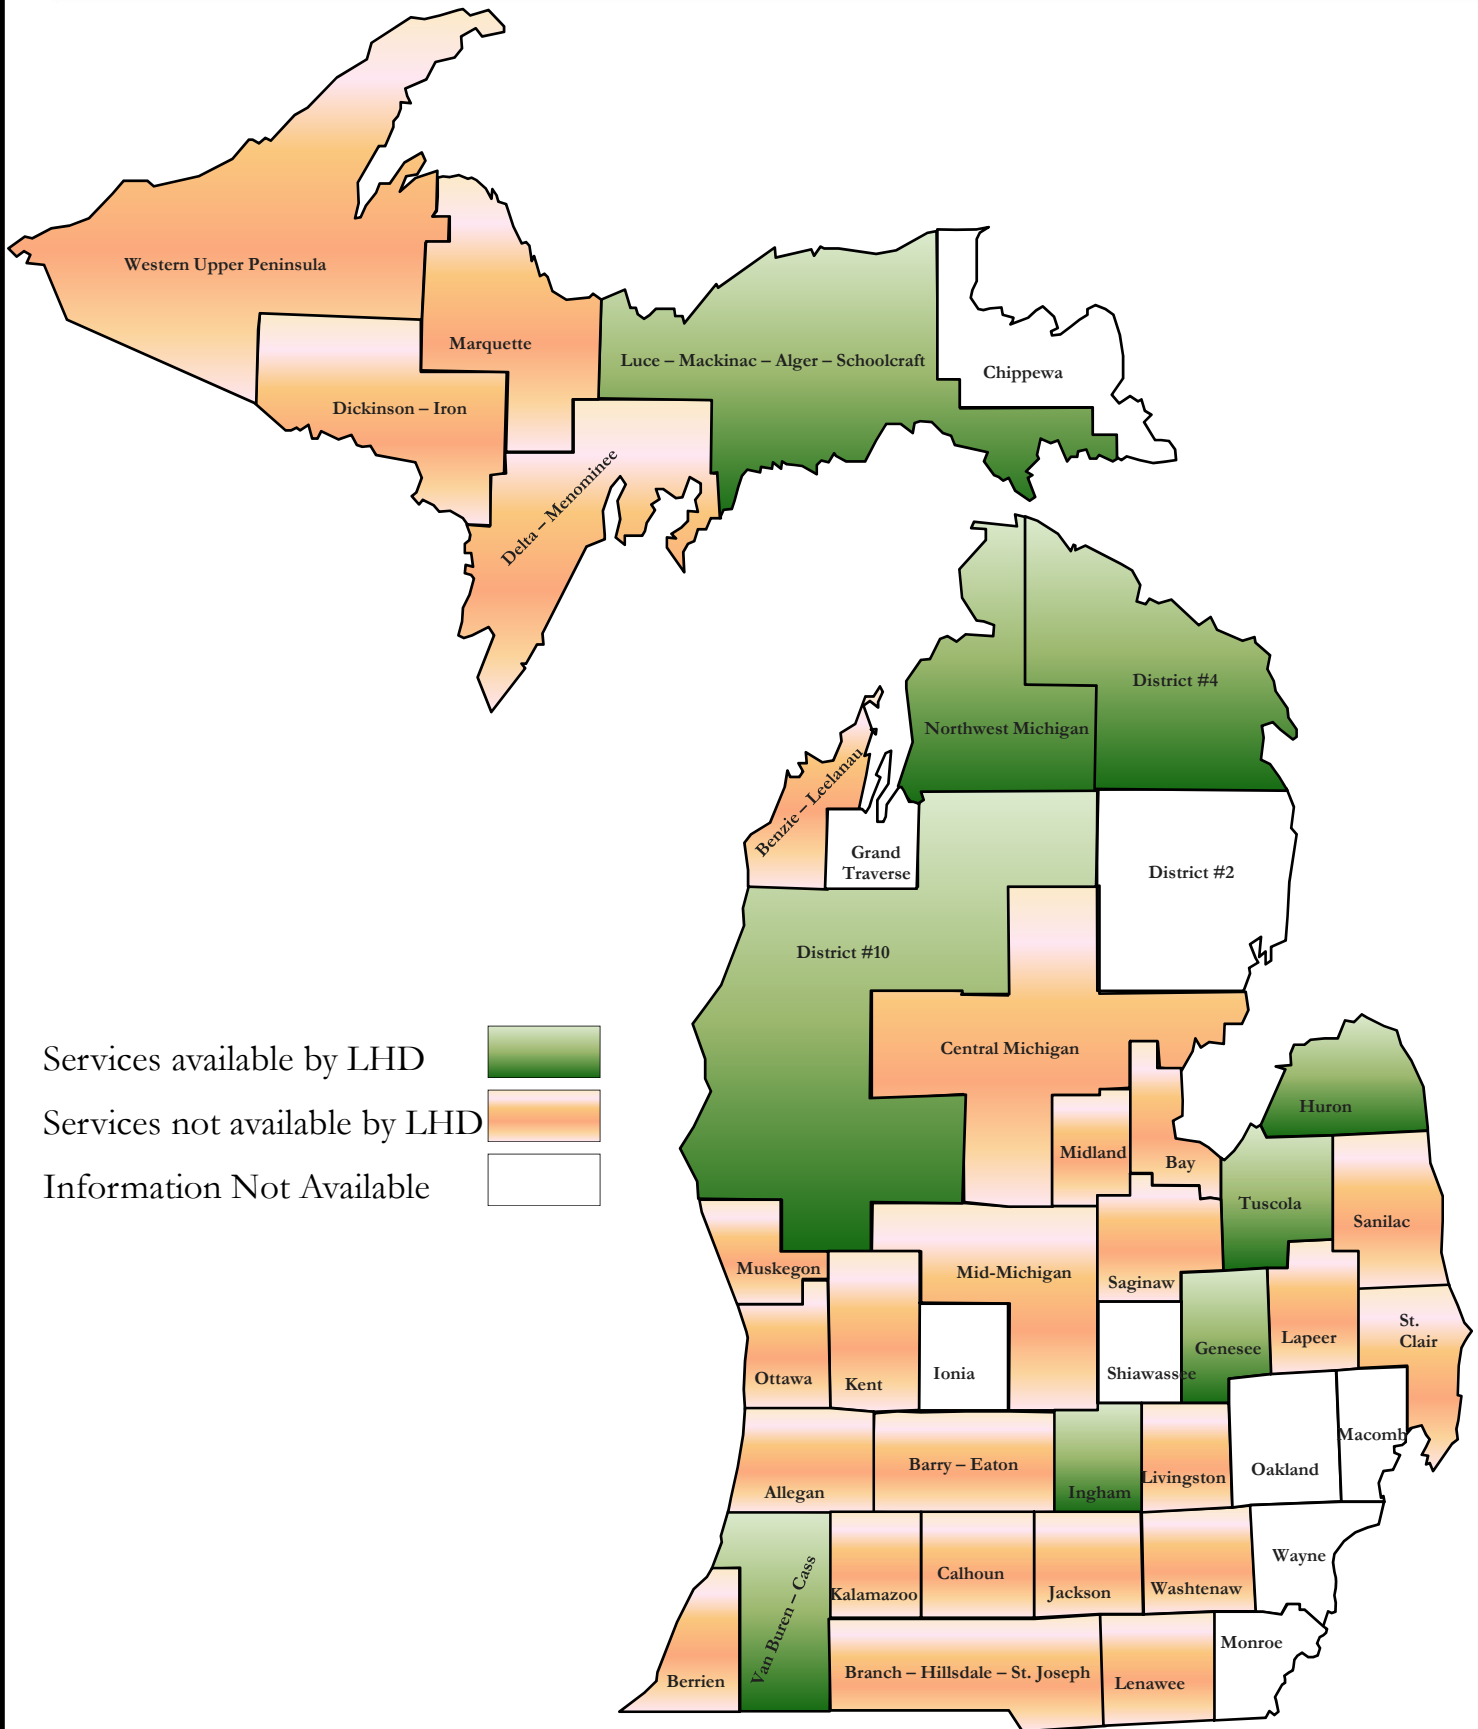 Western Upper Peninsula
Marquette
Luce – Mackinac – Alger – Schoolcraft
Chippewa
Dickinson – Iron
Delta – Menominee
District #4
Northwest Michigan
Benzie – Leelanau
Grand
Traverse
District #2
District #10
Central Michigan
Services available by LHD
Services not available by LHD
Information Not Available
Huron
Midland
Bay
Tuscola
Sanilac
Muskegon
Mid-Michigan
Saginaw
St.
Clair
Lapeer
Genesee
Shiawassee
Ionia
Kent
Ottawa
Macomb
Oakland
Livingston
Ingham
Barry – Eaton
Allegan
Wayne
Washtenaw
Jackson
Calhoun
Kalamazoo
Van Buren – Cass
Monroe
Lenawee
Branch – Hillsdale – St. Joseph
Berrien